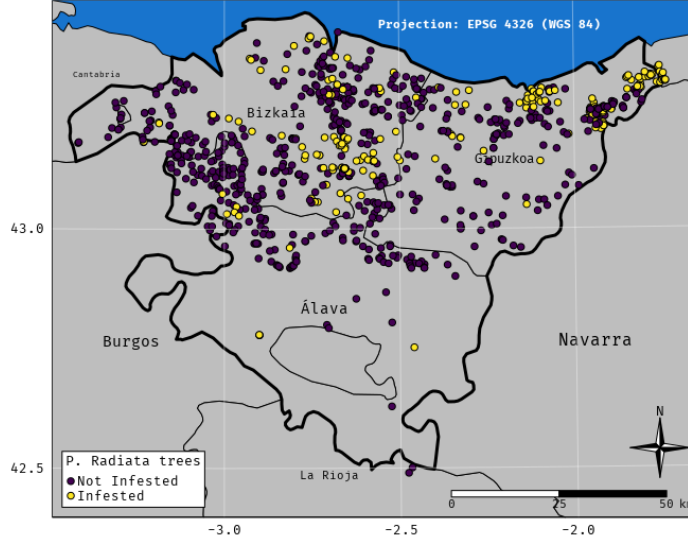 Projection: EPSG 4326 (WGS 84)
Cantabria
Bizkaia
Gipuzkoa
43.0
Álava
Burgos
Navarra
N
P. Radiata trees
Not Infested
Infested
42.5
La Rioja
0 25 50 km
-3.0 -2.5 -2.0